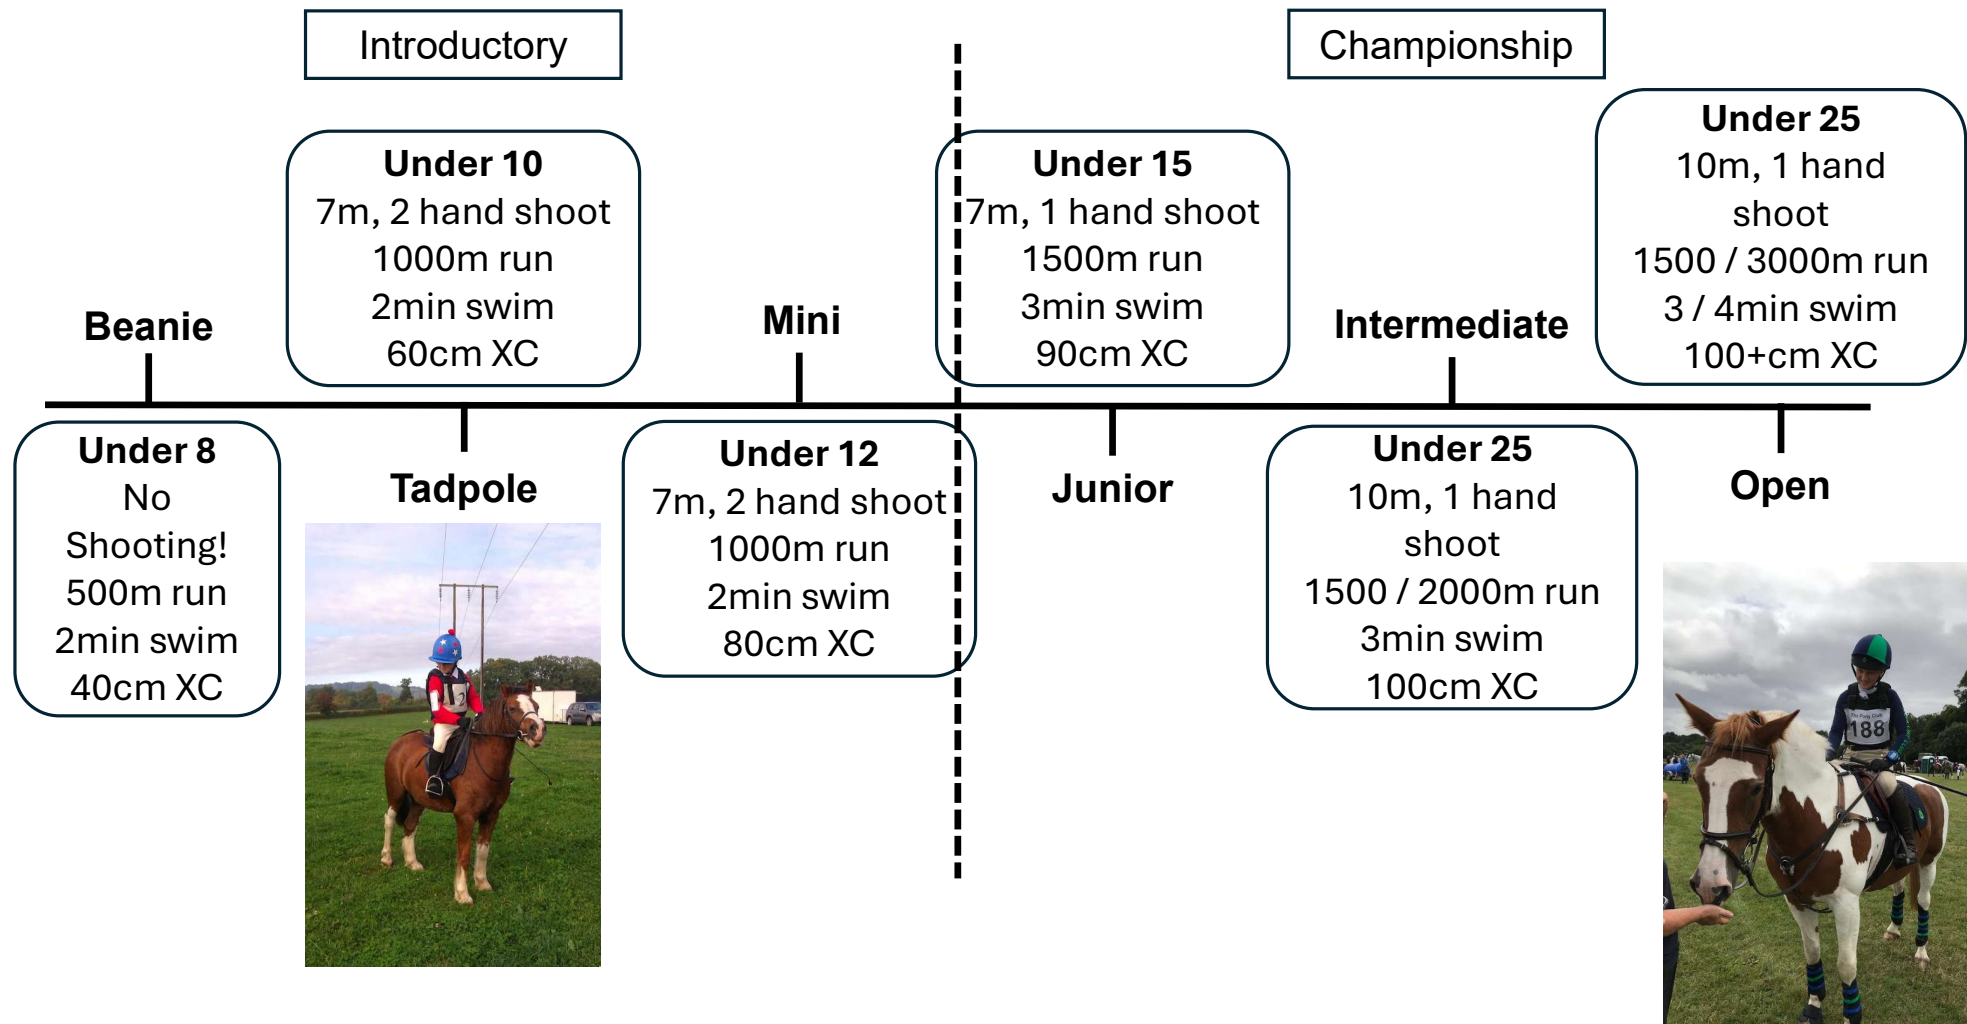 Introductory
Championship
Beanie
Under 8
No
Shooting!
500m run
2min swim
40cm XC
Under 10
7m, 2 hand shoot
1000m run
2min swim
60cm XC
Tadpole
Mini
Under 12
7m, 2 hand shoot
1000m run
2min swim
80cm XC
Under 15
7m, 1 hand shoot
1500m run
3min swim
90cm XC
Junior
Intermediate
Under 25
10m, 1 hand
shoot
1500 / 2000m run
3min swim
100cm XC
Under 25
10m, 1 hand
shoot
1500 / 3000m run
3 / 4min swim
100+cm XC
Open
The Pony Club
188